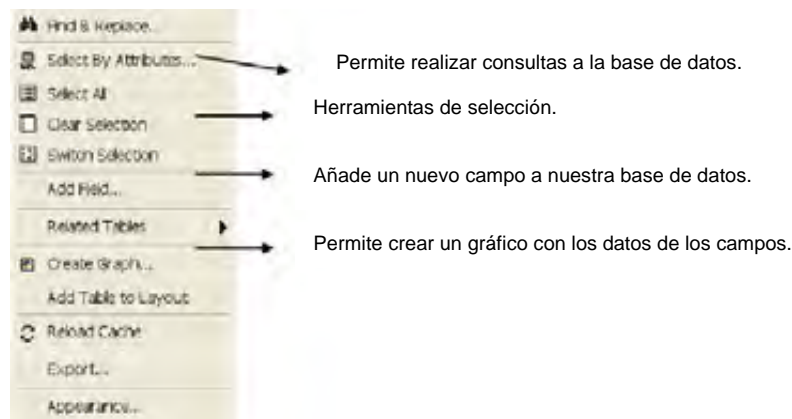 Find & Replace...
Select By Attributes...
Permite realizar consultas a la base de datos.
Select All
Herramientas de selección.
Clear Selection
Switch Selection
Añade un nuevo campo a nuestra base de datos.
Add Field...
Related Tables
Permite crear un gráfico con los datos de los campos.
Create Graph...
Add Table to Layout
Reload Cache
Export...
Appearance...